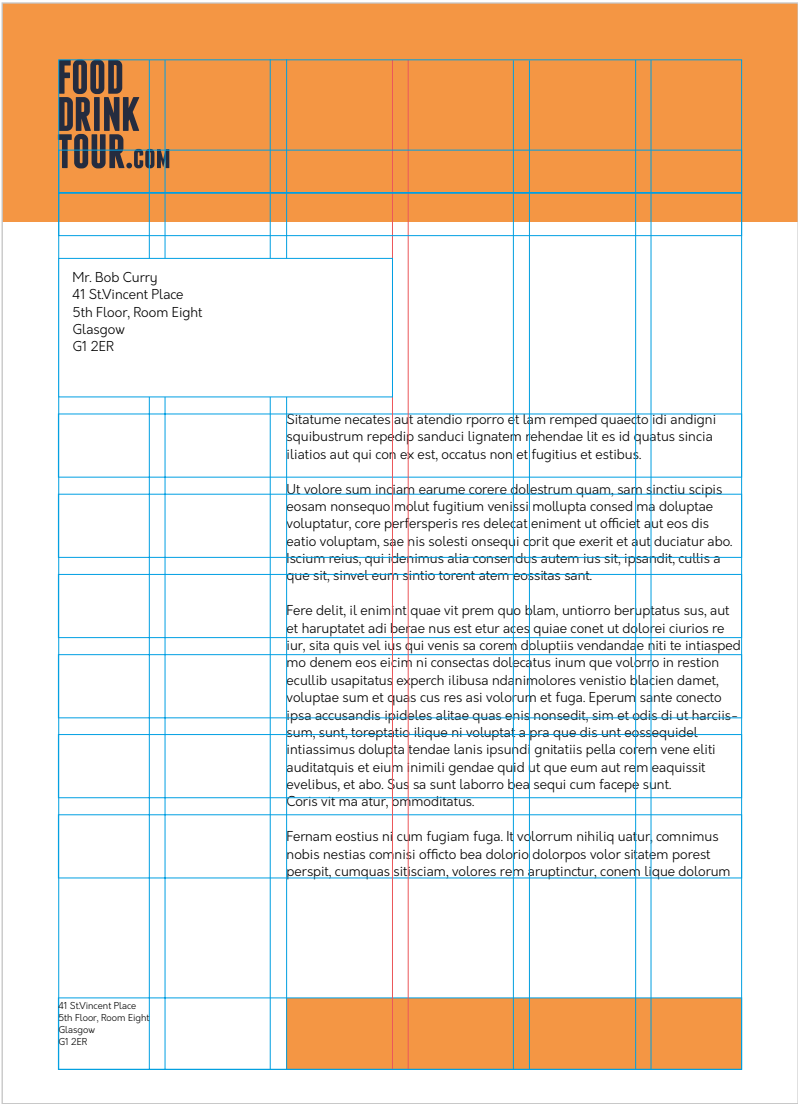 FOOD
DRINK
TOUR.COM
Mr. Bob Curry
41 St.Vincent Place
5th Floor, Room Eight
Glasgow
G1 2ER
Sitatume necates aut atendio rporro et lam remped quaecto idi andigni
squibustrum repedip sanduci lignatem rehendae lit es id quatus sincia
iliatios aut qui con ex est, occatus non et fugitius et estibus.
Ut volore sum inciam earume corere dolestrum quam, sam sinctiu scipis
eosam nonsequo molut fugitium venissi mollupta consed ma doluptae
voluptatur, core perfersperis res delecat eniment ut officiet aut eos dis
eatio voluptam, sae nis solesti onsequi corit que exerit et aut duciatur abo.
Iscium reius, qui idenimus alia consendus autem ius sit, ipsandit, cullis a
que sit, sinvel eum sintio torent atem eossitas sant.
Fere delit, il enim nt quae vit prem quo blam, untiorro beruptatus sus, aut
et haruptatet adi berae nus est etur aces quiae conet ut dolorei ciurios re
iur, sita quis vel ius qui venis sa corem doluptiis vendandae niti te intiasped
mo denem eos eicim ni consectas dolecatus inum que volorro in restion
ecullib usapitatus experch ilibusa ndanimolores venistio blacien damet,
voluptae sum et quas cus res asi volorum et fuga. Eperum sante conecto
ipsa accusandis ipideles alitae quas enis nonsedit, sim et odis di ut harciis-
sum, sunt, toreptatio ilique ni voluptat a pra que dis unt eossequidel
intiassimus dolupta tendae lanis ipsundi gnitatiis pella corem vene eliti
auditatquis et eium inimili gendae quid ut que eum aut rem eaquissit
evelibus, et abo. Sus sa sunt laborro bea sequi cum facepe sunt.
Coris vit ma atur, ommoditatus.
Fernam eostius ni cum fugiam fuga. It volorrum nihiliq uatur, comnimus
nobis nestias comnisi officto bea dolorio dolorpos volor sitatem porest
perspit, cumquas sitisciam, volores rem aruptinctur, conem lique dolorum
41 St.Vincent Place
5th Floor, Room Eight
Glasgow
G1 2ER